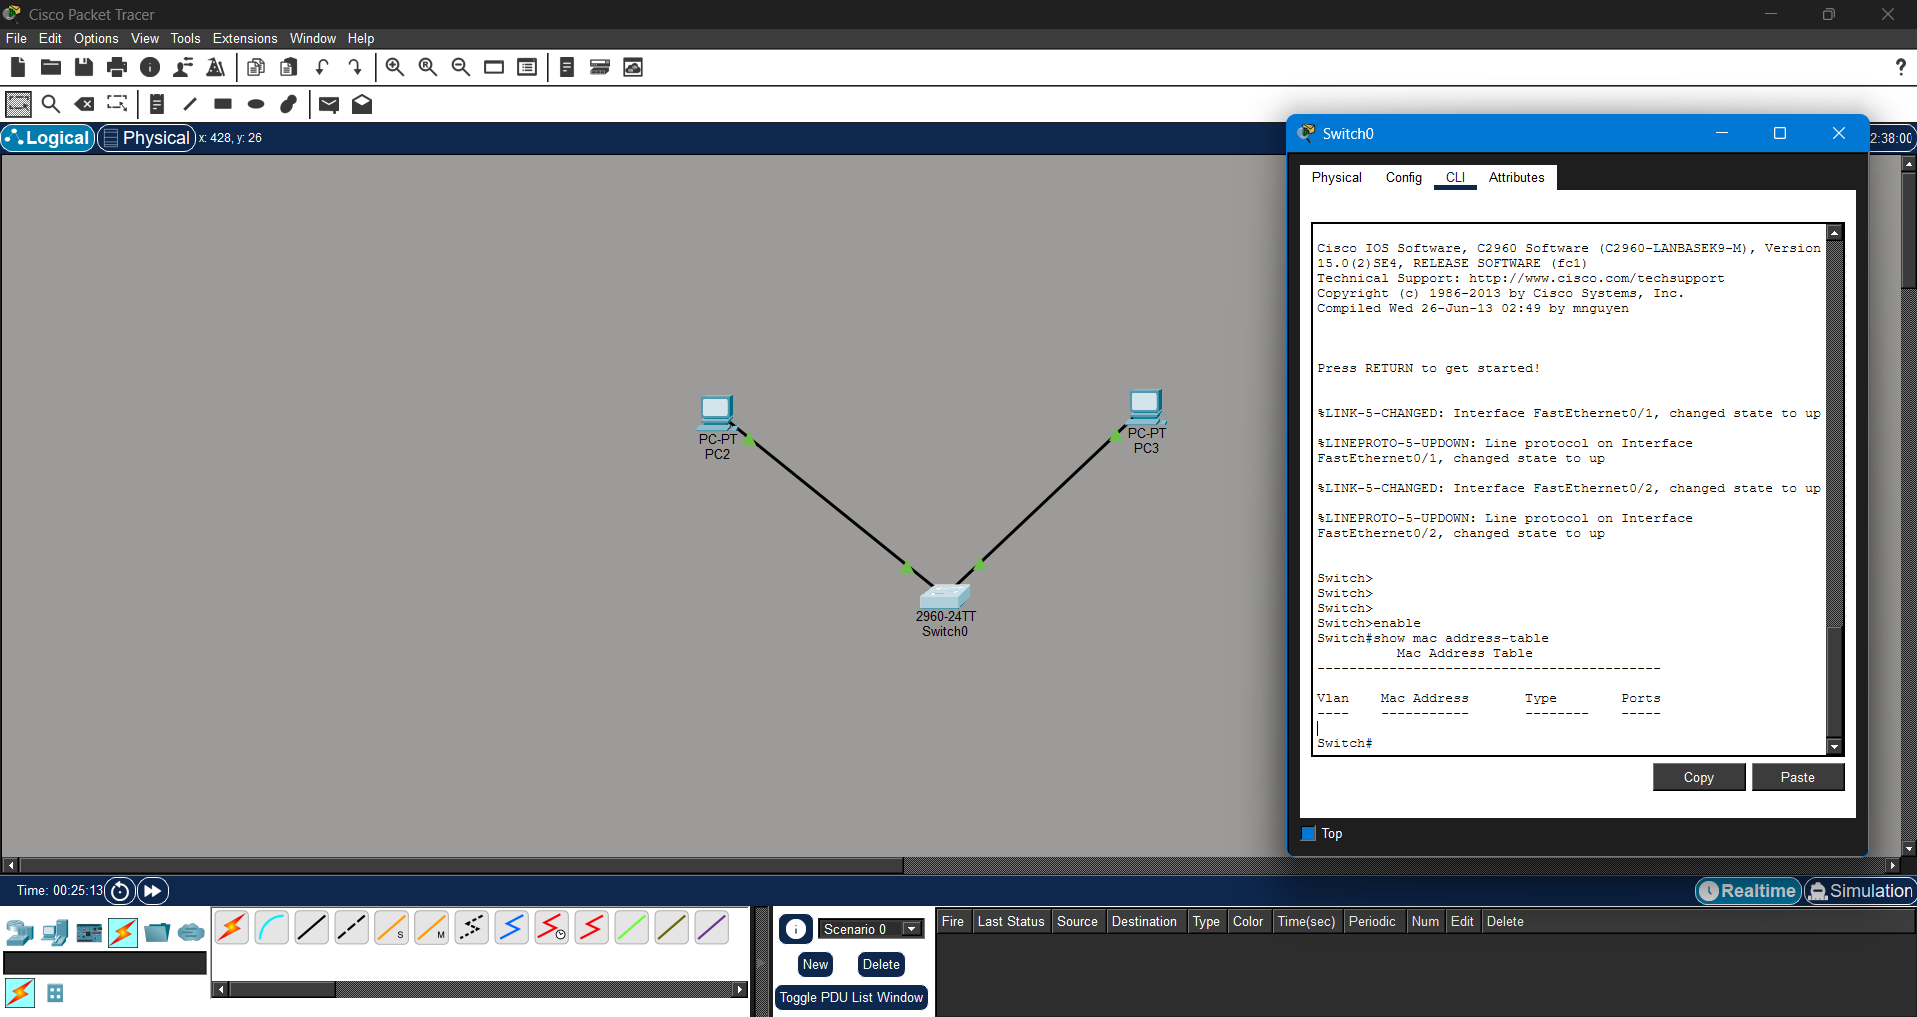 Cisco Packet Tracer
File Edit Options View Tools Extensions Window Help
?
Logical Physical x: 428, y: 26
2:38:00
Switch0
Physical Config CLI Attributes
Cisco IOS Software, C2960 Software (C2960-LANBASEK9-M), Version
15.0(2)SE4, RELEASE SOFTWARE (fc1)
Technical Support: http://www.cisco.com/techsupport
Copyright (c) 1986-2013 by Cisco Systems, Inc.
Compiled Wed 26-Jun-13 02:49 by mnguyen
Press RETURN to get started!
%LINK-5-CHANGED: Interface FastEthernet0/1, changed state to up
%LINEPROTO-5-UPDOWN: Line protocol on Interface
FastEthernet0/1, changed state to up
%LINK-5-CHANGED: Interface FastEthernet0/2, changed state to up
%LINEPROTO-5-UPDOWN: Line protocol on Interface
FastEthernet0/2, changed state to up
Switch>
Switch>
Switch>
Switch>enable
Switch#show mac address-table
Mac Address Table
-------------------------------------------
Vlan Mac Address Type Ports
---- ----------- -------- -----
Switch#
Copy Paste
Top
PC-PT
PC2
PC-PT
PC3
2960-24TT
Switch0
Time: 00:25:13
Realtime Simulation
S M
Scenario 0
New Delete
Toggle PDU List Window
Fire Last Status Source Destination Type Color Time(sec) Periodic Num Edit Delete